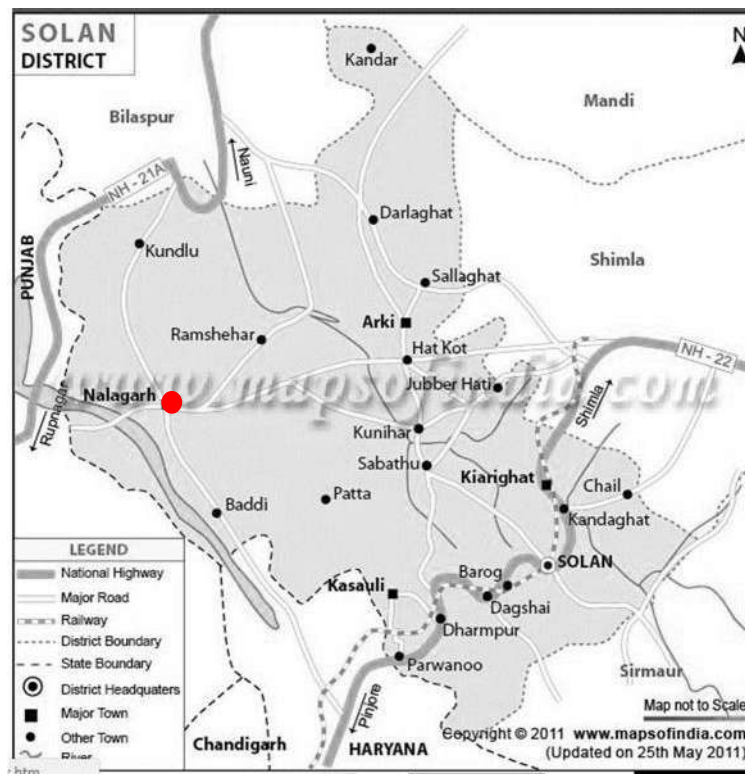 SOLAN
DISTRICT
N
Kandar
Mandi
Bilaspur
Nauni
NH - 21A
Darlaghat
Kundlu
PUNJAB
Shimla
Sallaghat
Arki
Ramshehar
Hat Kot
NH - 22
www.mapsofindia.com
Jubber Hati
Nalagarh
Rupnagar
Shimla
Kunihar
Sabathu
Kiarighat
Chail
Patta
Baddi
Kandaghat
LEGEND
National Highway
Major Road
Railway
District Boundary
State Boundary
District Headquaters
Major Town
Other Town
River
SOLAN
Barog
Kasauli
Dagshai
Dharmpur
Parwanoo
Sirmaur
Pinjore
Map not to Scale
Chandigarh
HARYANA
Copyright © 2011 www.mapsofindia.com
(Updated on 25th May 2011)